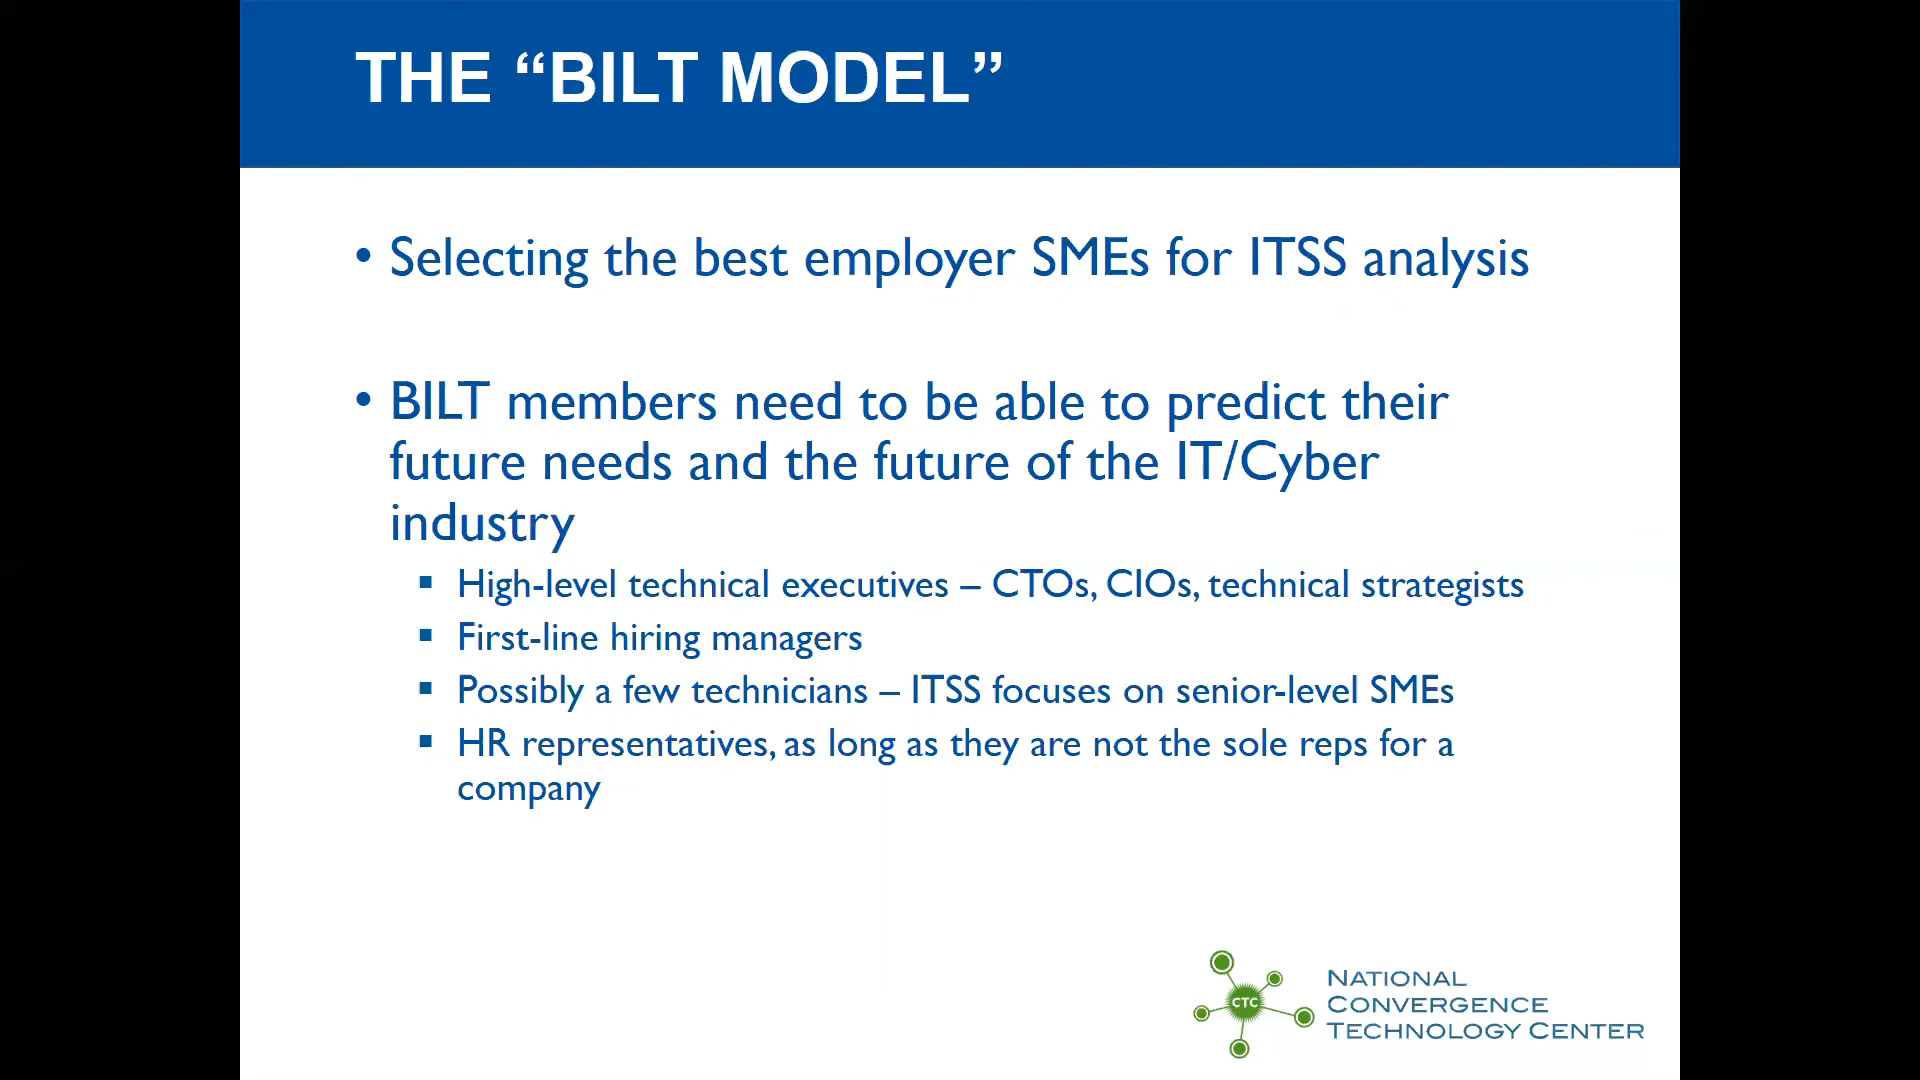 THE “BILT MODEL”
• Selecting the best employer SMEs for ITSS analysis
• BILT members need to be able to predict their
future needs and the future of the IT/Cyber
industry
▪ High-level technical executives – CTOs, CIOs, technical strategists
▪ First-line hiring managers
▪ Possibly a few technicians – ITSS focuses on senior-level SMEs
▪ HR representatives, as long as they are not the sole reps for a
company
CTC
NATIONAL
CONVERGENCE
TECHNOLOGY CENTER